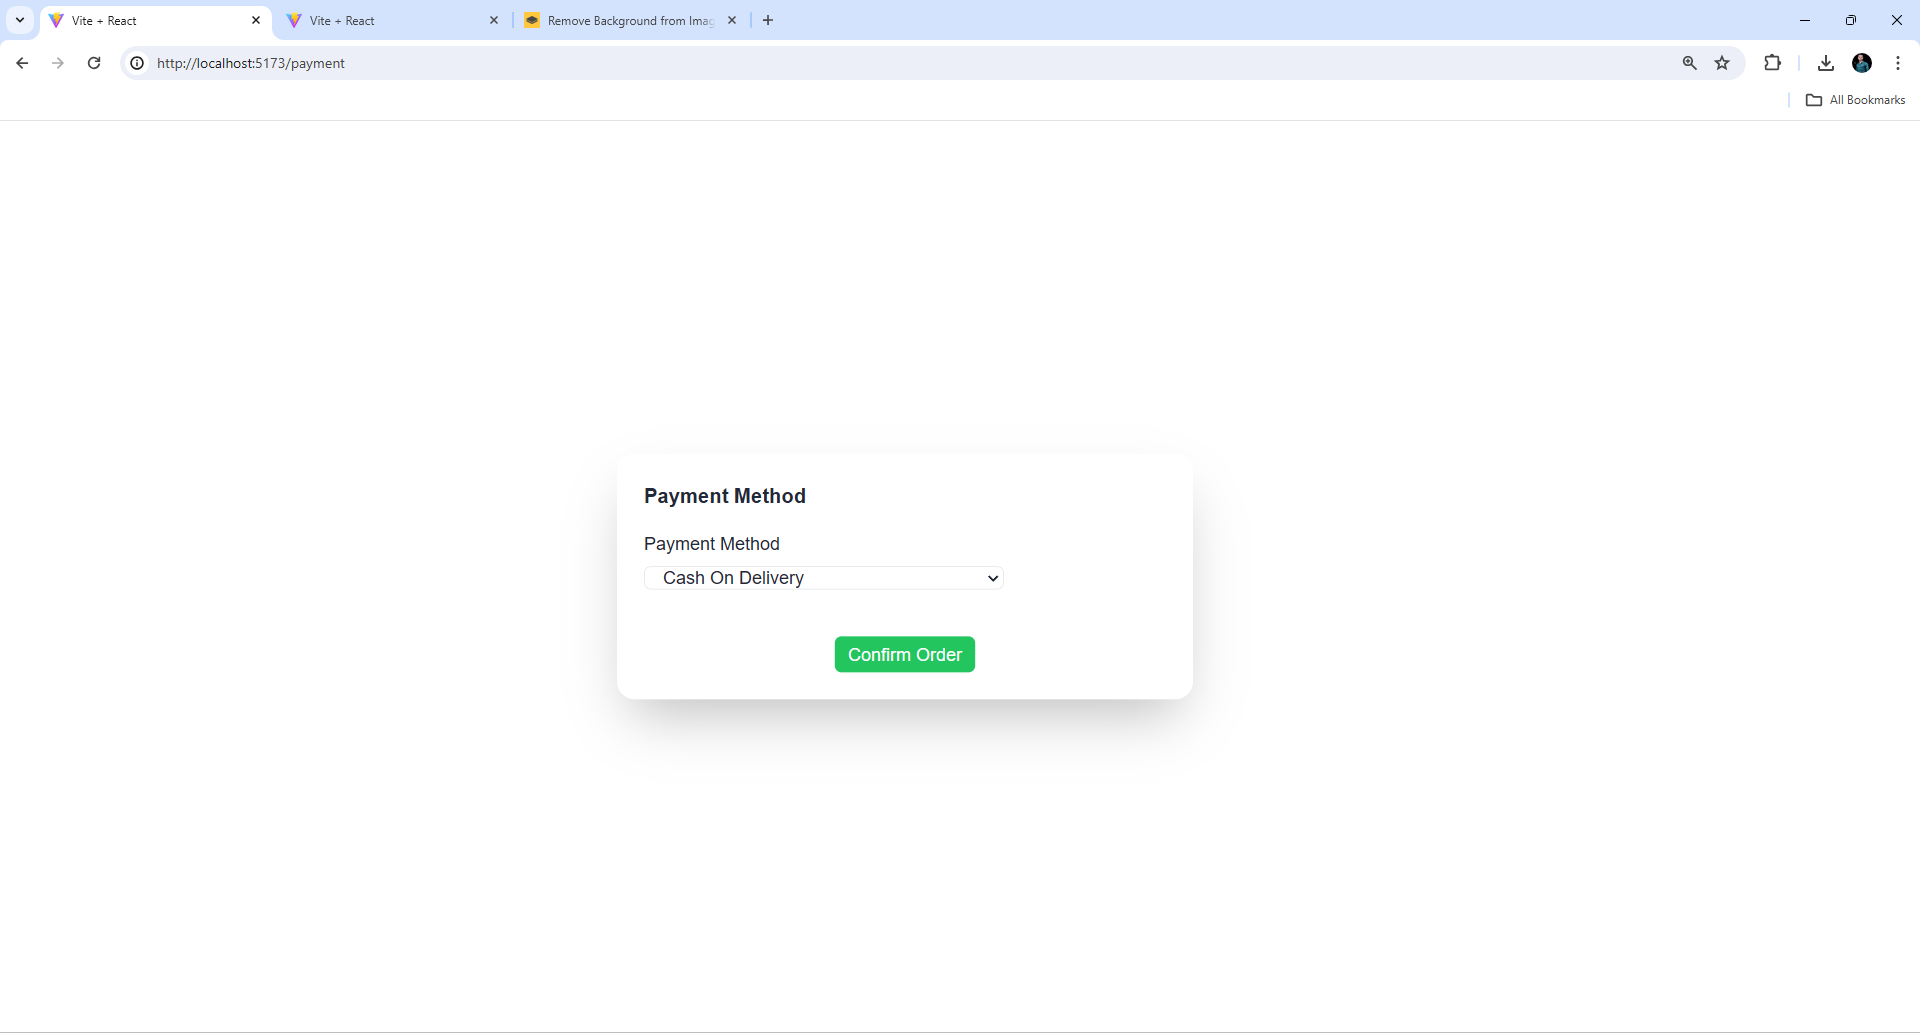 Vite + React
Vite + React
Remove Background from Imag
http://localhost:5173/payment
All Bookmarks
Payment Method
Payment Method
Cash On Delivery
Confirm Order